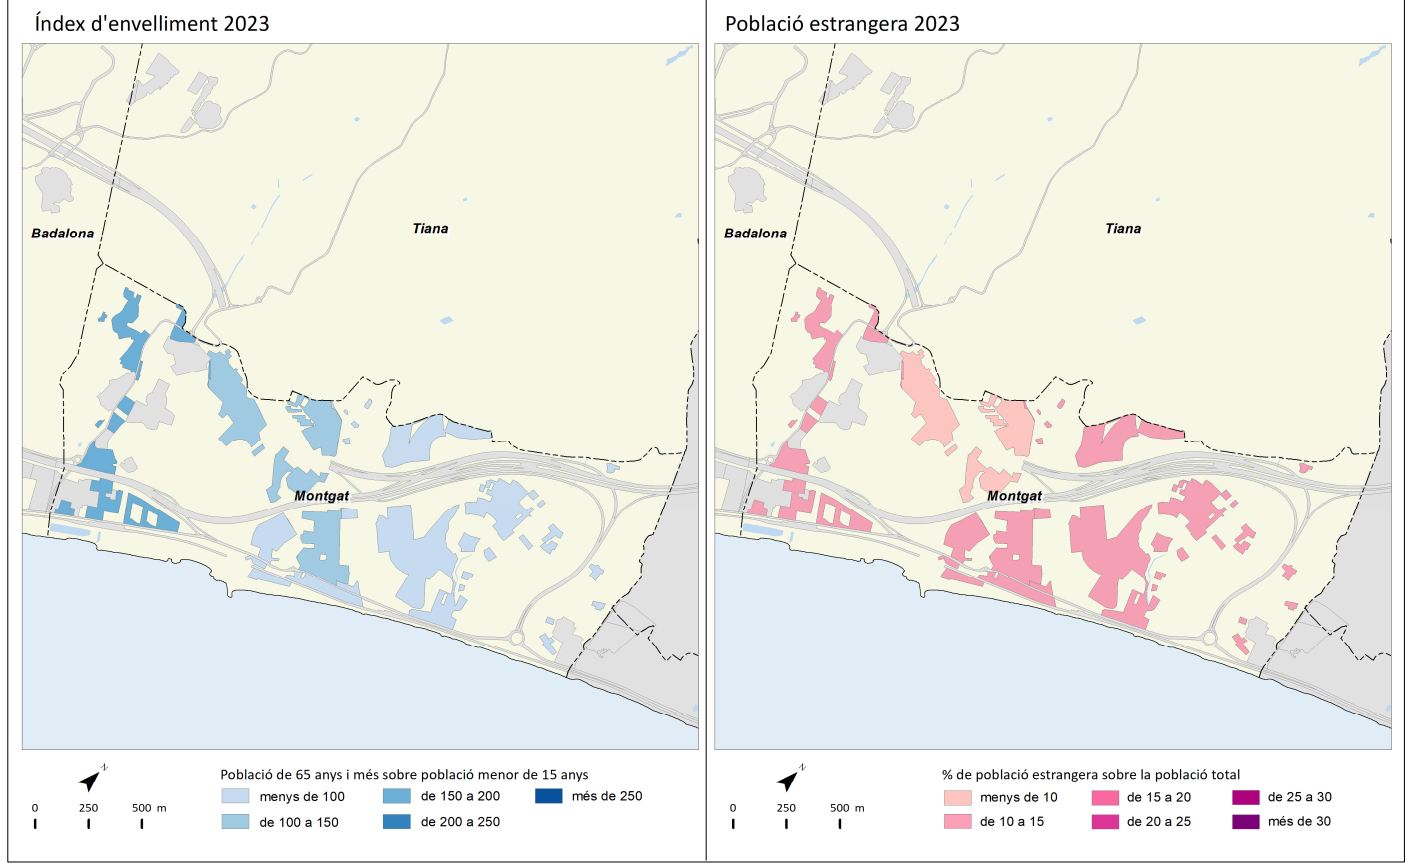 Índex d'envelliment 2023
Badalona
Tiana
Montgat
N
0 250 500 m
Població de 65 anys i més sobre població menor de 15 anys
menys de 100
de 100 a 150
de 150 a 200
de 200 a 250
més de 250
Població estrangera 2023
Badalona
Tiana
Montgat
N
0 250 500 m
% de població estrangera sobre la població total
menys de 10
de 10 a 15
de 15 a 20
de 20 a 25
de 25 a 30
més de 30